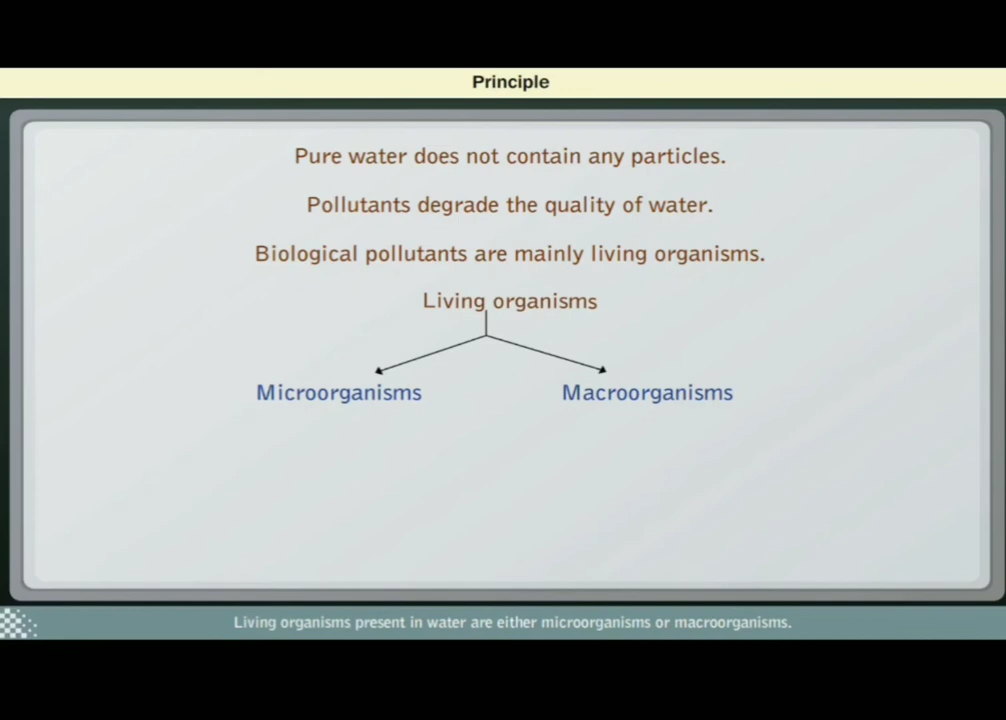 Principle
Pure water does not contain any particles.
Pollutants degrade the quality of water.
Biological pollutants are mainly living organisms.
Living organisms
Microorganisms Macroorganisms
Living organisms present in water are either microorganisms or macroorganisms.